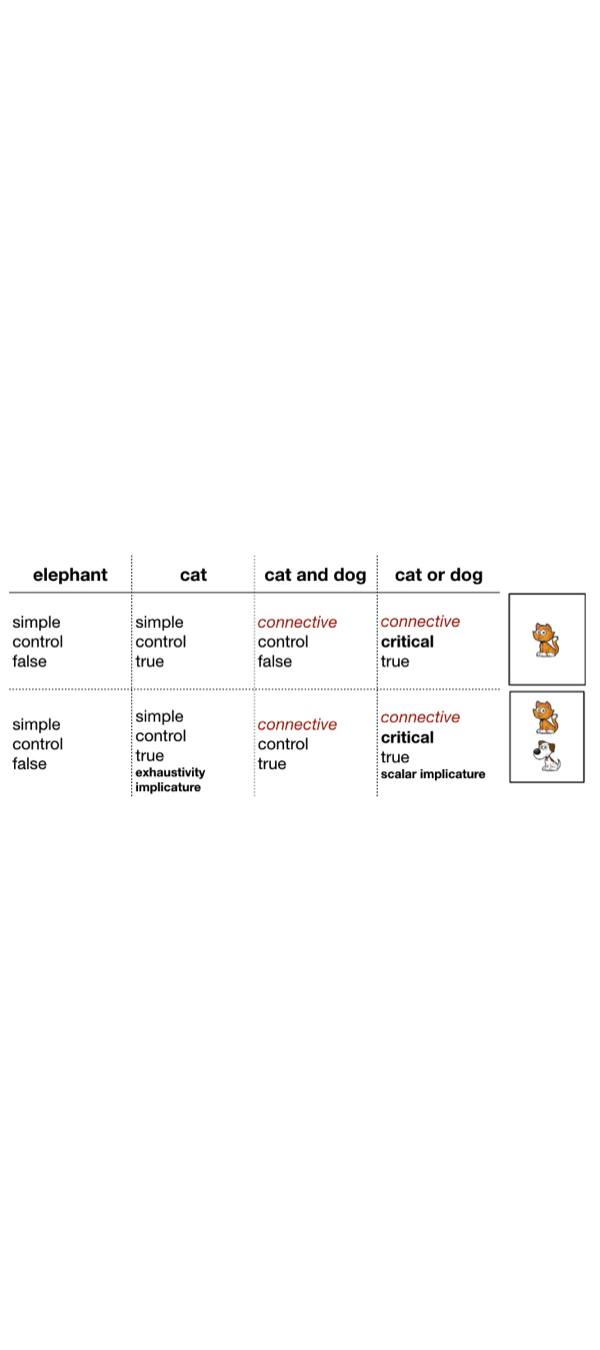 elephant cat cat and dog cat or dog
simple simple connective connective
control control control critical
false true false true
simple simple connective connective
control control control critical
false true true true
exhaustivity scalar implicature
implicature